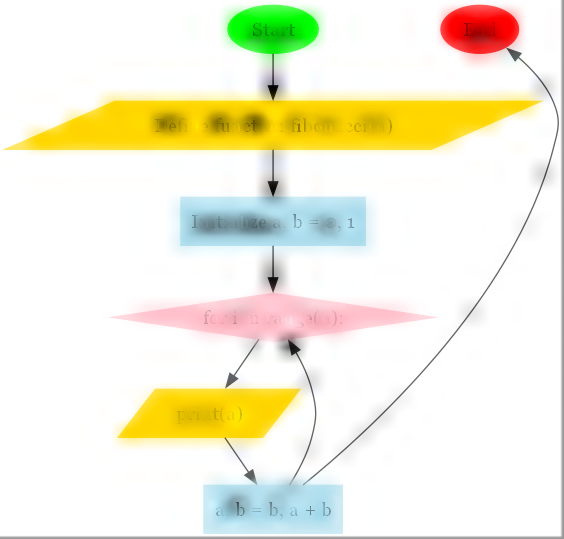 Start
End
Define function: fibonacci(n)
Initialize a, b = 0, 1
for i in range(n):
print(a)
a, b = b, a + b